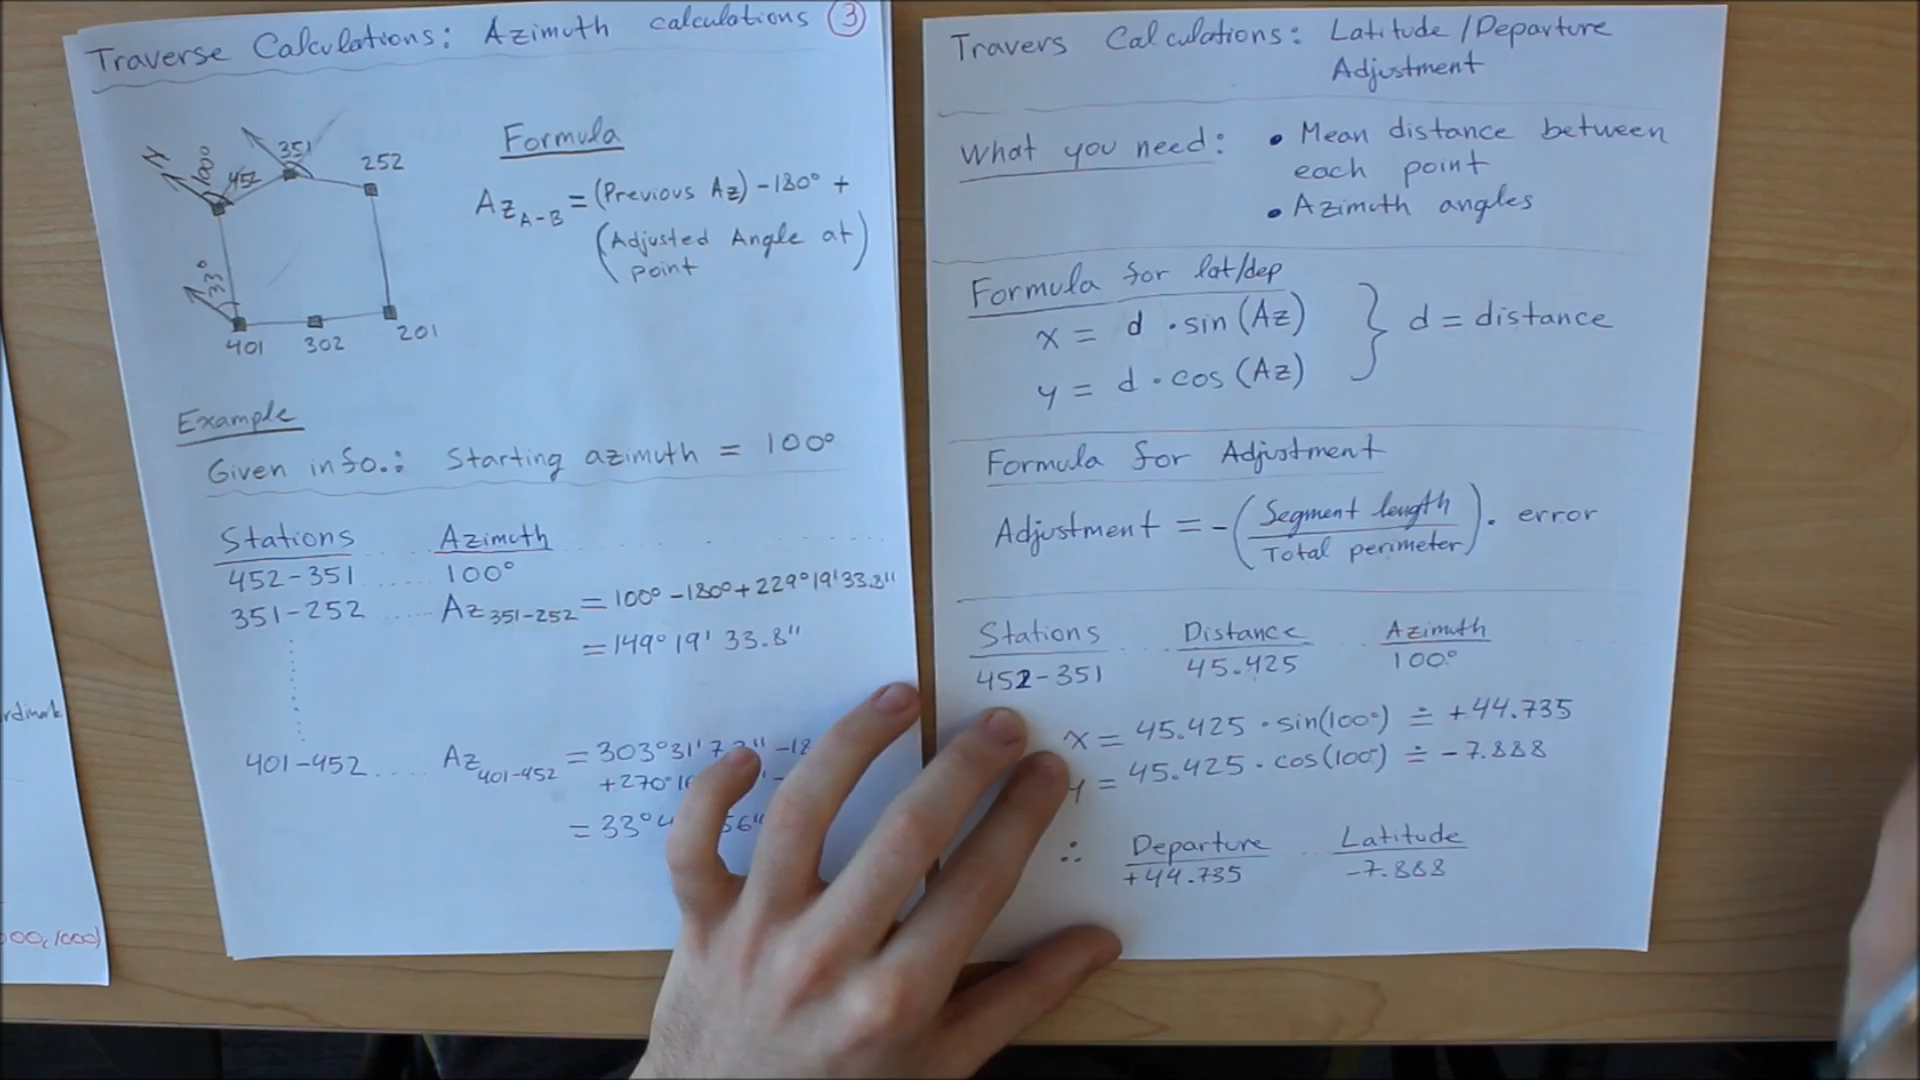 Traverse Calculations: Azimuth calculations 3
N
100°
452
351
252
33°
401
302
201
Formula
Az A-B = (Previous Az) - 180° +
(Adjusted Angle at
point)
Example
Given info.: Starting azimuth = 100°
Stations Azimuth
452-351 ..... 100°
351-252 ..... Az 351-252 = 100° - 180° + 229° 19' 33.8"
= 149° 19' 33.8"
401-452 .... Az 401-452 = 303° 31'
+270°
= 33°
rdmark
00, 1000)
Travers Calculations: Latitude / Departure
Adjustment
What you need: • Mean distance between
each point
• Azimuth angles
Formula for lat/dep
x = d · sin (Az)
y = d · cos (Az)
} d = distance
Formula for Adjustment
Adjustment = - (Segment length / Total perimeter) · error
Stations Distance Azimuth
452-351 45.425 100°
x = 45.425 · sin(100°) ≐ +44.735
y = 45.425 · cos(100°) ≐ -7.888
∴ Departure Latitude
+44.735 -7.888